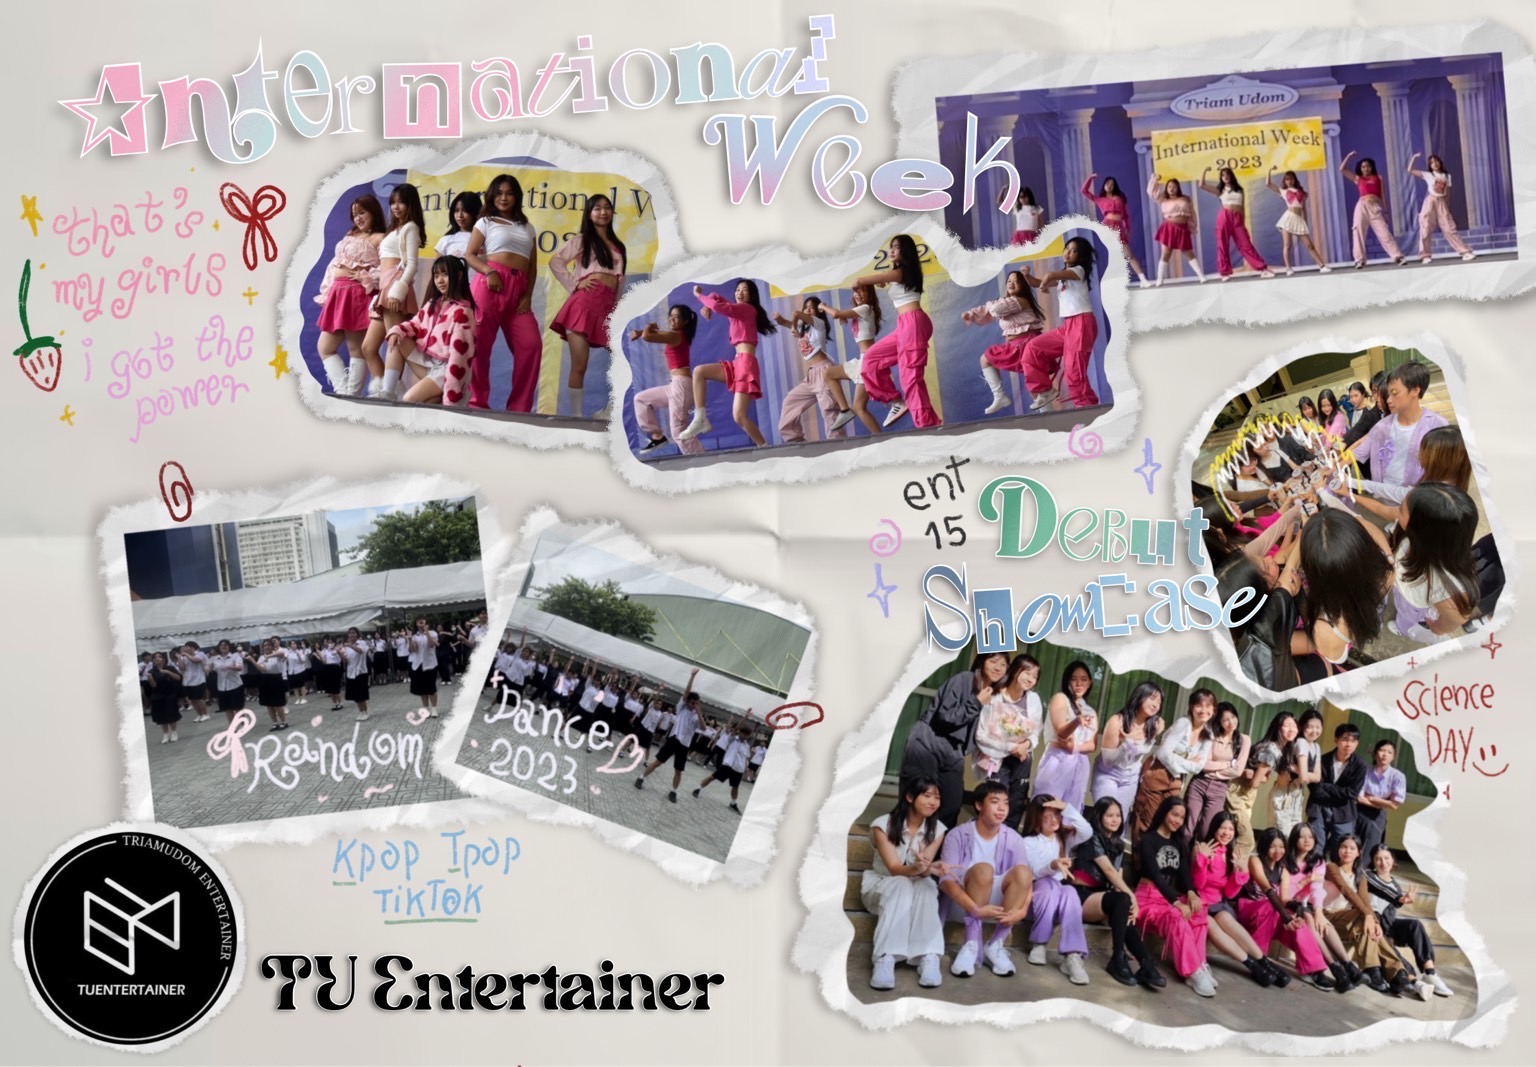 International
Week
Triam Udom
International Week
2023
that's
my girls
i got the
power
International W
202
ent
15
Debut
Showcase
Science
DAY
Random
Dance
2023
Kpop Tpop
TikTok
TRIAMUDOM ENTERTAINER
TUENTERTAINER
TU Entertainer